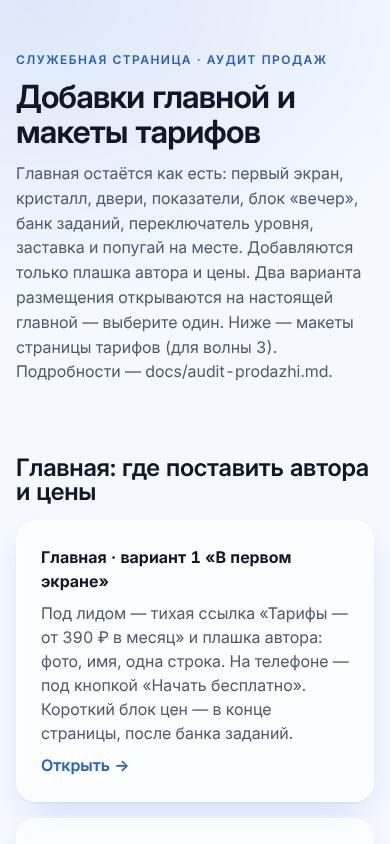 СЛУЖЕБНАЯ СТРАНИЦА · АУДИТ ПРОДАЖ
Добавки главной и
макеты тарифов
Главная остаётся как есть: первый экран,
кристалл, двери, показатели, блок «вечер»,
банк заданий, переключатель уровня,
заставка и попугай на месте. Добавляются
только плашка автора и цены. Два варианта
размещения открываются на настоящей
главной — выберите один. Ниже — макеты
страницы тарифов (для волны 3).
Подробности — docs/audit-prodazhi.md.
Главная: где поставить автора
и цены
Главная · вариант 1 «В первом
экране»
Под лидом — тихая ссылка «Тарифы —
от 390 ₽ в месяц» и плашка автора:
фото, имя, одна строка. На телефоне —
под кнопкой «Начать бесплатно».
Короткий блок цен — в конце
страницы, после банка заданий.
Открыть →